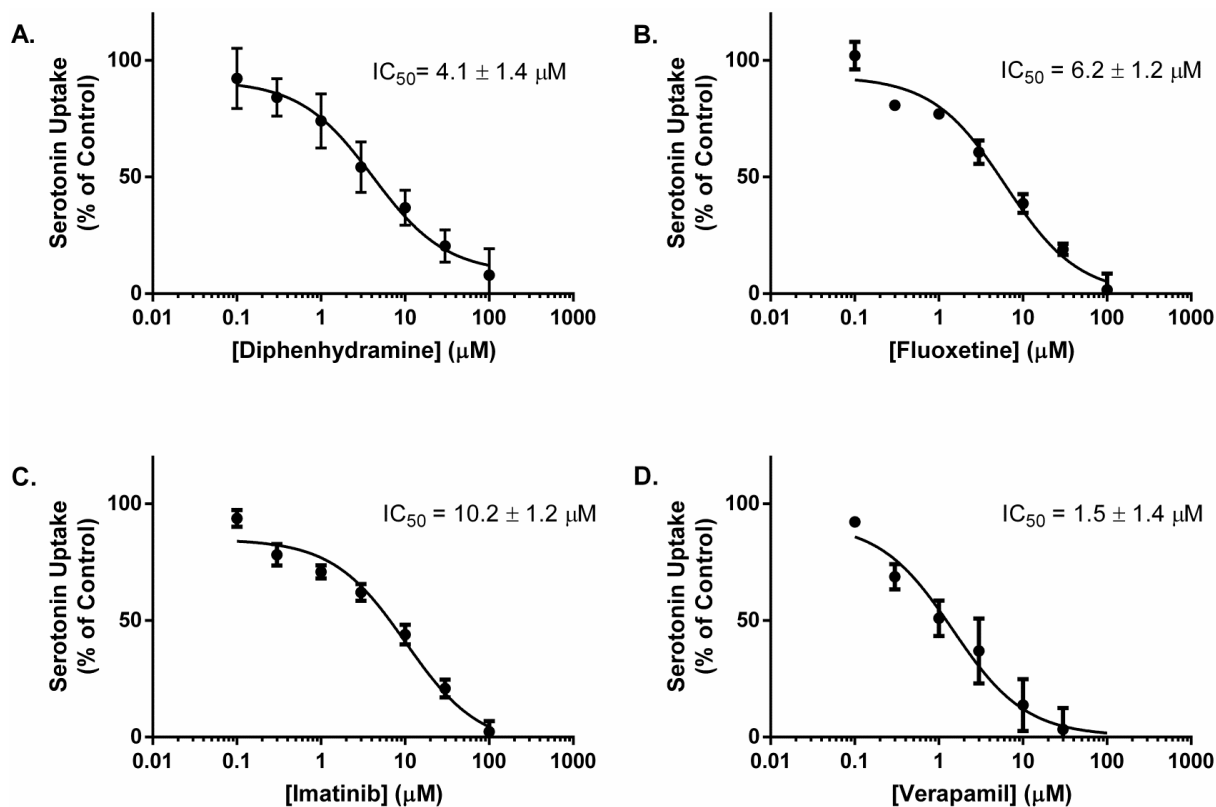 A.
IC50= 4.1 ± 1.4 μM
Serotonin Uptake
(% of Control)
100
50
0
0.01 0.1 1 10 100 1000
[Diphenhydramine] (μM)
B.
IC50 = 6.2 ± 1.2 μM
Serotonin Uptake
(% of Control)
100
50
0
0.01 0.1 1 10 100 1000
[Fluoxetine] (μM)
C.
IC50 = 10.2 ± 1.2 μM
Serotonin Uptake
(% of Control)
100
50
0
0.01 0.1 1 10 100 1000
[Imatinib] (μM)
D.
IC50 = 1.5 ± 1.4 μM
Serotonin Uptake
(% of Control)
100
50
0
0.01 0.1 1 10 100 1000
[Verapamil] (μM)